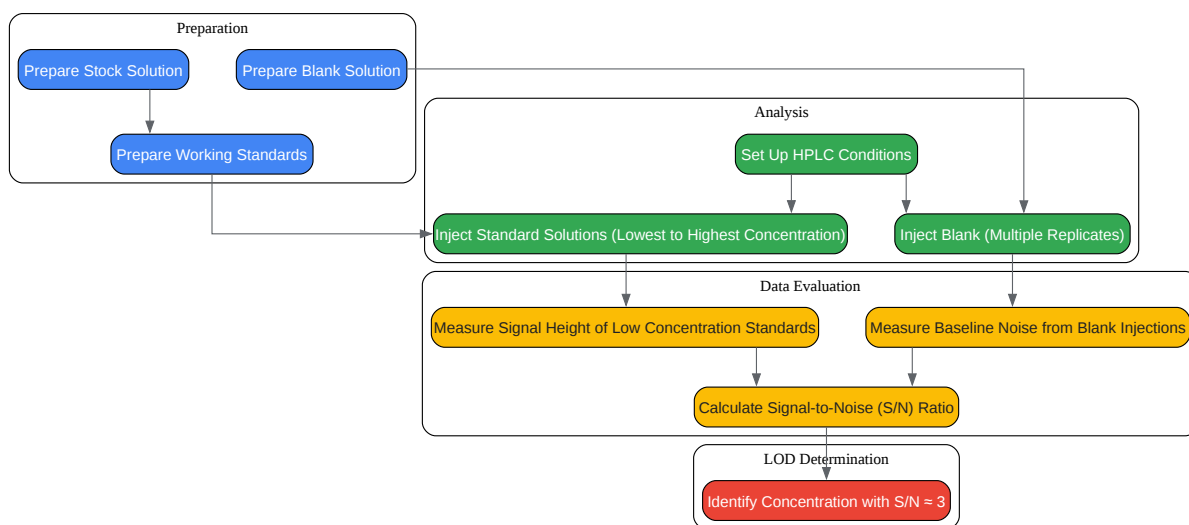 Preparation
Prepare Stock Solution
Prepare Blank Solution
Prepare Working Standards
Analysis
Set Up HPLC Conditions
Inject Standard Solutions (Lowest to Highest Concentration)
Inject Blank (Multiple Replicates)
Data Evaluation
Measure Signal Height of Low Concentration Standards
Measure Baseline Noise from Blank Injections
Calculate Signal-to-Noise (S/N) Ratio
LOD Determination
Identify Concentration with S/N ≈ 3